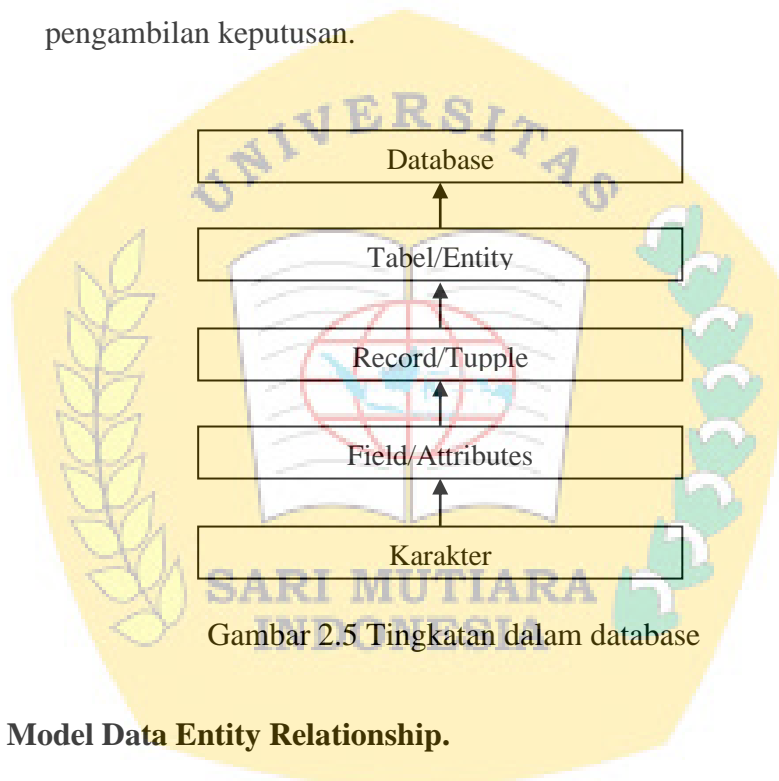 pengambilan keputusan.
UNIVERSITAS
Database
Tabel/Entity
Record/Tupple
Field/Attributes
Karakter
SARI MUTIARA
INDONESIA
Gambar 2.5 Tingkatan dalam database
Model Data Entity Relationship.